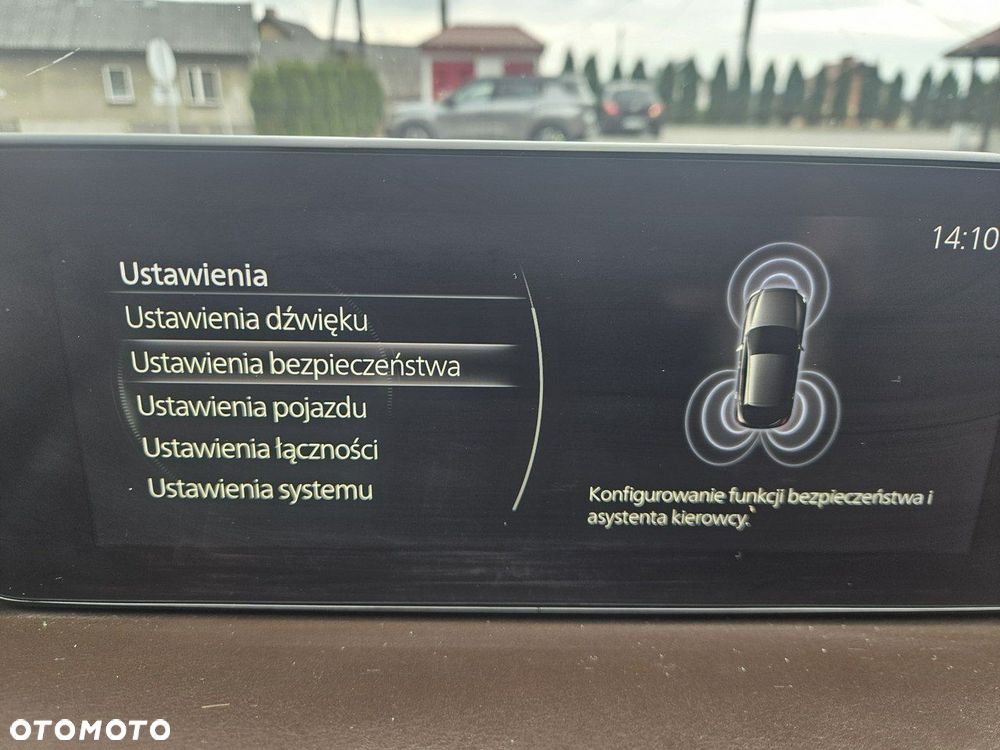 14:10
Ustawienia
Ustawienia dźwięku
Ustawienia bezpieczeństwa
Ustawienia pojazdu
Ustawienia łączności
Ustawienia systemu
Konfigurowanie funkcji bezpieczeństwa i
asystenta kierowcy.
OTOMOTO